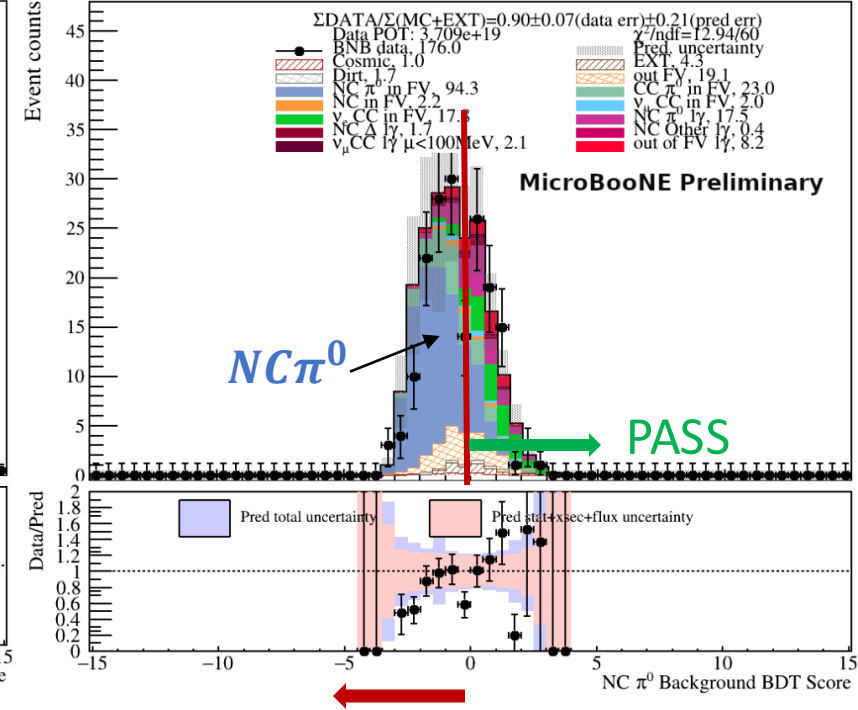 ΣDATA/Σ(MC+EXT)=0.90±0.07(data err)±0.21(pred err)
Data POT: 3.709e+19 χ²/ndf=12.94/60
BNB data, 176.0 Pred. uncertainty
Cosmic, 1.0 EXT, 4.3
Dirt, 1.7 out FV, 19.1
NC π⁰ in FV, 94.3 CC π⁰ in FV, 23.0
NC in FV, 2.2 νμ CC in FV, 2.0
νₑ CC in FV, 17. NC π⁰ 1γ, 17.5
NC Δ 1γ, 1.7 NC Other 1γ, 0.4
νμCC 1γ μ<100MeV, 2.1 out of FV 1γ, 8.2
MicroBooNE Preliminary
Event counts
45
40
35
30
25
20
15
10
5
0
NCπ⁰
PASS
Data/Pred
2
1.8
1.6
1.4
1.2
1
0.8
0.6
0.4
0.2
0
Pred total uncertainty Pred stat+xsec+flux uncertainty
−15 −10 −5 0 5 10 15
NC π⁰ Background BDT Score